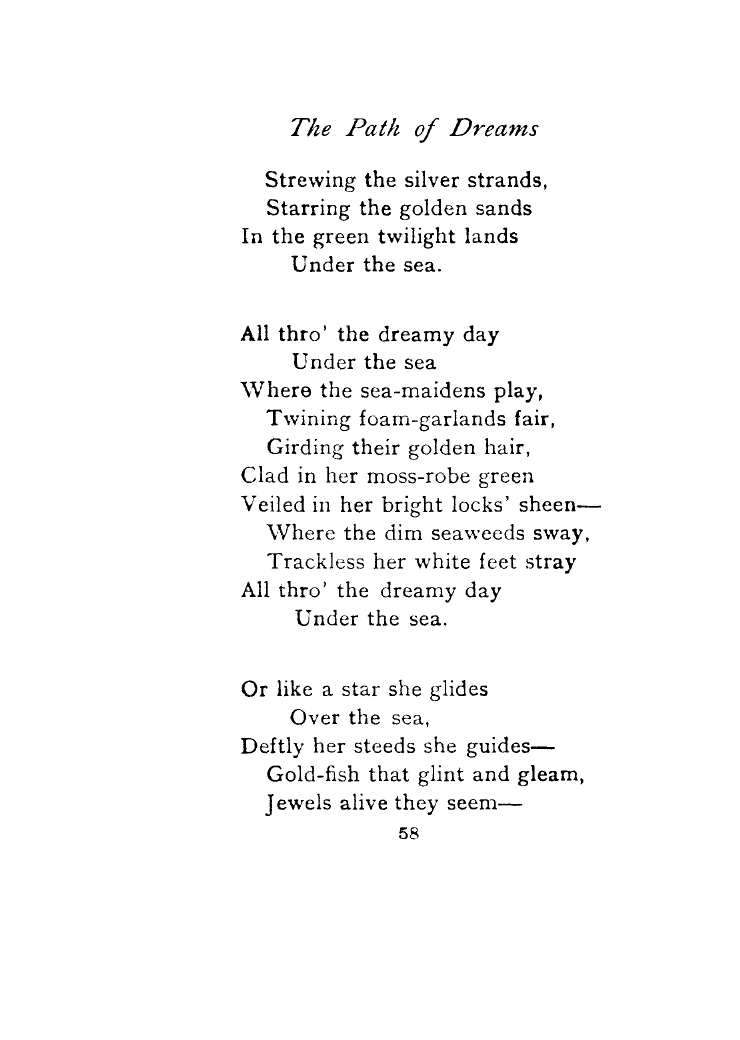 The Path of Dreams
Strewing the silver strands,
Starring the golden sands
In the green twilight lands
Under the sea.
All thro' the dreamy day
Under the sea
Where the sea-maidens play,
Twining foam-garlands fair,
Girding their golden hair,
Clad in her moss-robe green
Veiled in her bright locks' sheen—
Where the dim seaweeds sway,
Trackless her white feet stray
All thro' the dreamy day
Under the sea.
Or like a star she glides
Over the sea,
Deftly her steeds she guides—
Gold-fish that glint and gleam,
Jewels alive they seem—
58